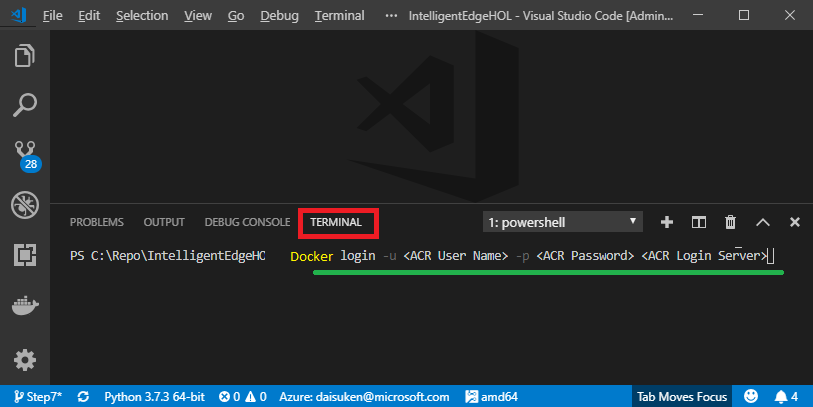 File Edit Selection View Go Debug Terminal ··· IntelligentEdgeHOL - Visual Studio Code [Admin...
28
PROBLEMS OUTPUT DEBUG CONSOLE TERMINAL 1: powershell
PS C:\Repo\IntelligentEdgeHO Docker login -u <ACR User Name> -p <ACR Password> <ACR Login Server>
Step7* Python 3.7.3 64-bit 0 0 Azure: daisuken@microsoft.com amd64 Tab Moves Focus 4